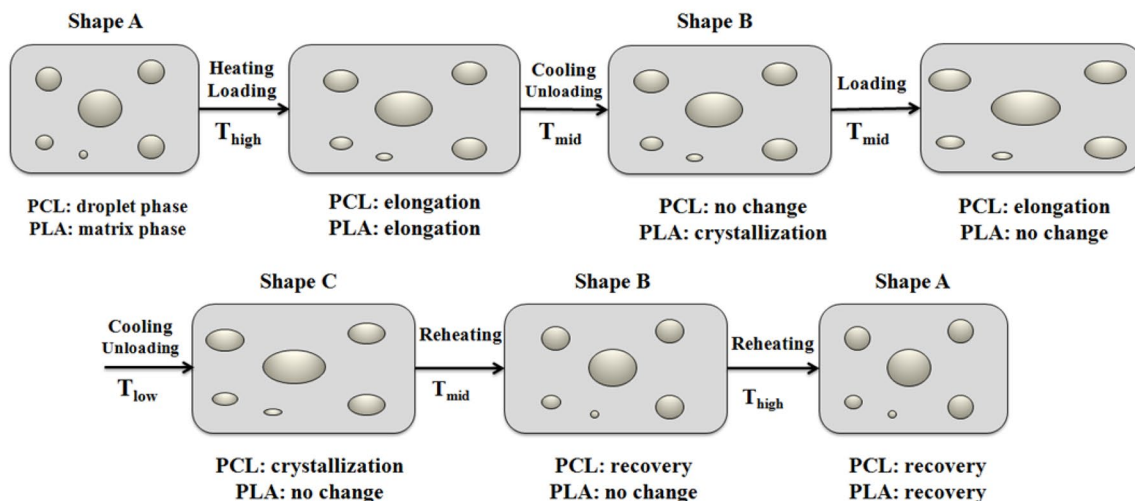 Shape A
Shape B
Heating
Loading
T_high
Cooling
Unloading
T_mid
Loading
T_mid
PCL: droplet phase
PLA: matrix phase
PCL: elongation
PLA: elongation
PCL: no change
PLA: crystallization
PCL: elongation
PLA: no change
Shape C
Shape B
Shape A
Cooling
Unloading
T_low
Reheating
T_mid
Reheating
T_high
PCL: crystallization
PLA: no change
PCL: recovery
PLA: no change
PCL: recovery
PLA: recovery